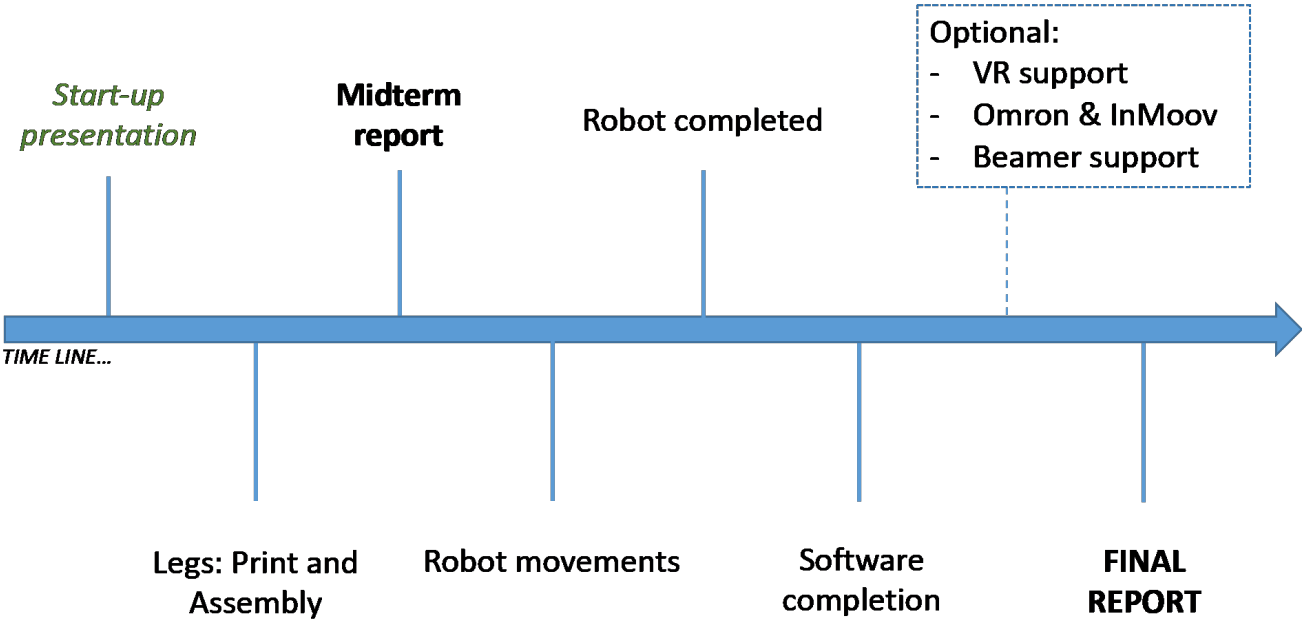 Start-up
presentation
Midterm
report
Robot completed
Optional:
- VR support
- Omron & InMoov
- Beamer support
TIME LINE...
Legs: Print and
Assembly
Robot movements
Software
completion
FINAL
REPORT